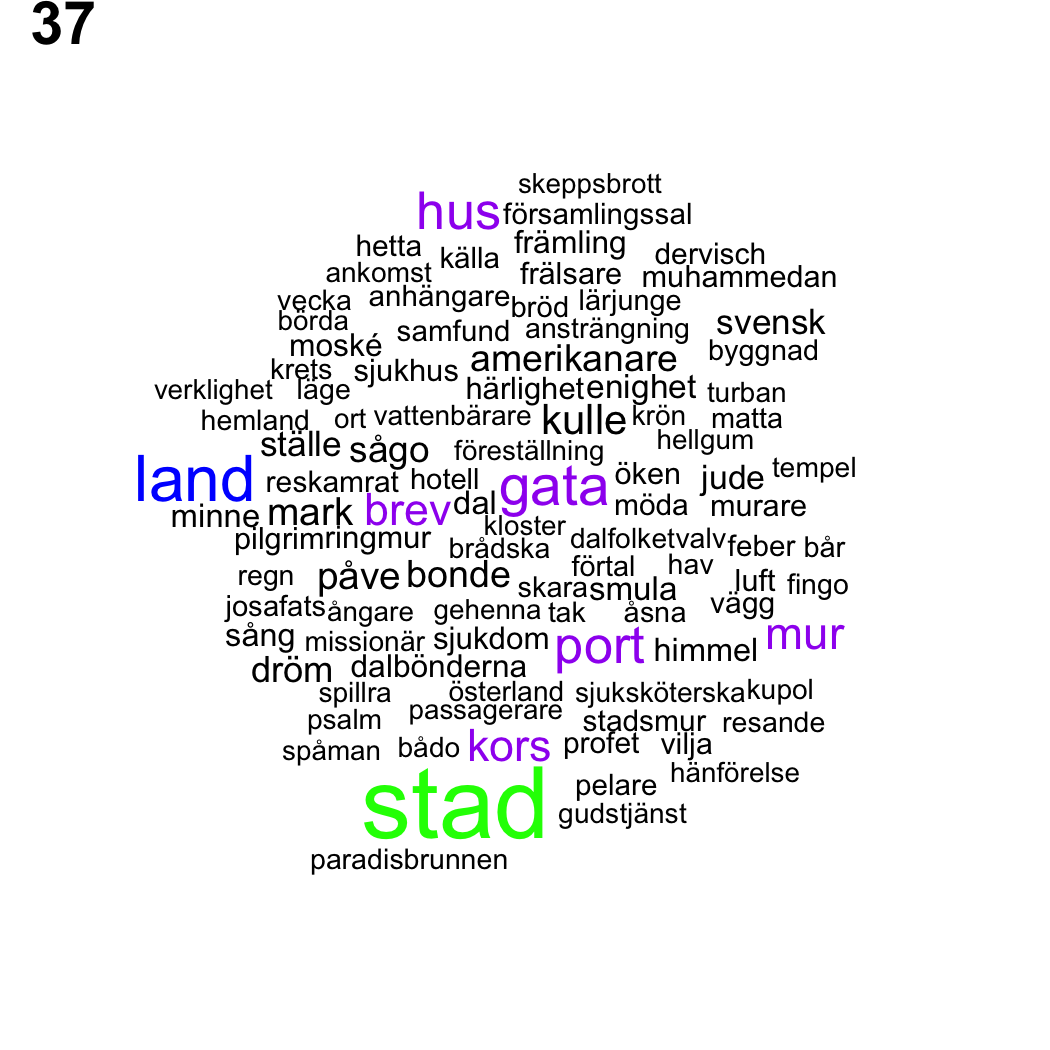 37
skeppsbrott
hus församlingssal
hetta källa främling dervisch
ankomst frälsare muhammedan
vecka anhängare bröd lärjunge
börda samfund ansträngning svensk
moské amerikanare byggnad
krets sjukhus
verklighet läge härlighet enighet turban
hemland ort vattenbärare kulle krön matta
ställe sågo föreställning hellgum
land reskamrat hotell gata öken jude tempel
minne mark brev dal möda murare
kloster
pilgrim ringmur brådska dalfolket valv feber bår
förtal hav
regn påve bonde skara smula luft fingo
josafats ångare gehenna tak åsna vägg
sång missionär sjukdom port himmel mur
dröm dalbönderna
spillra österland sjuksköterska kupol
psalm passagerare stadsmur resande
spåman bådo kors profet vilja
hänförelse
stad pelare
gudstjänst
paradisbrunnen